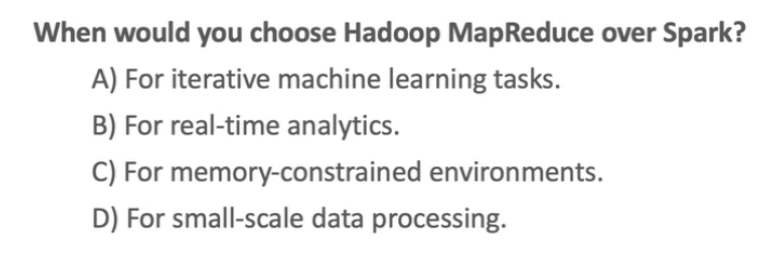 When would you choose Hadoop MapReduce over Spark?
A) For iterative machine learning tasks.
B) For real-time analytics.
C) For memory-constrained environments.
D) For small-scale data processing.